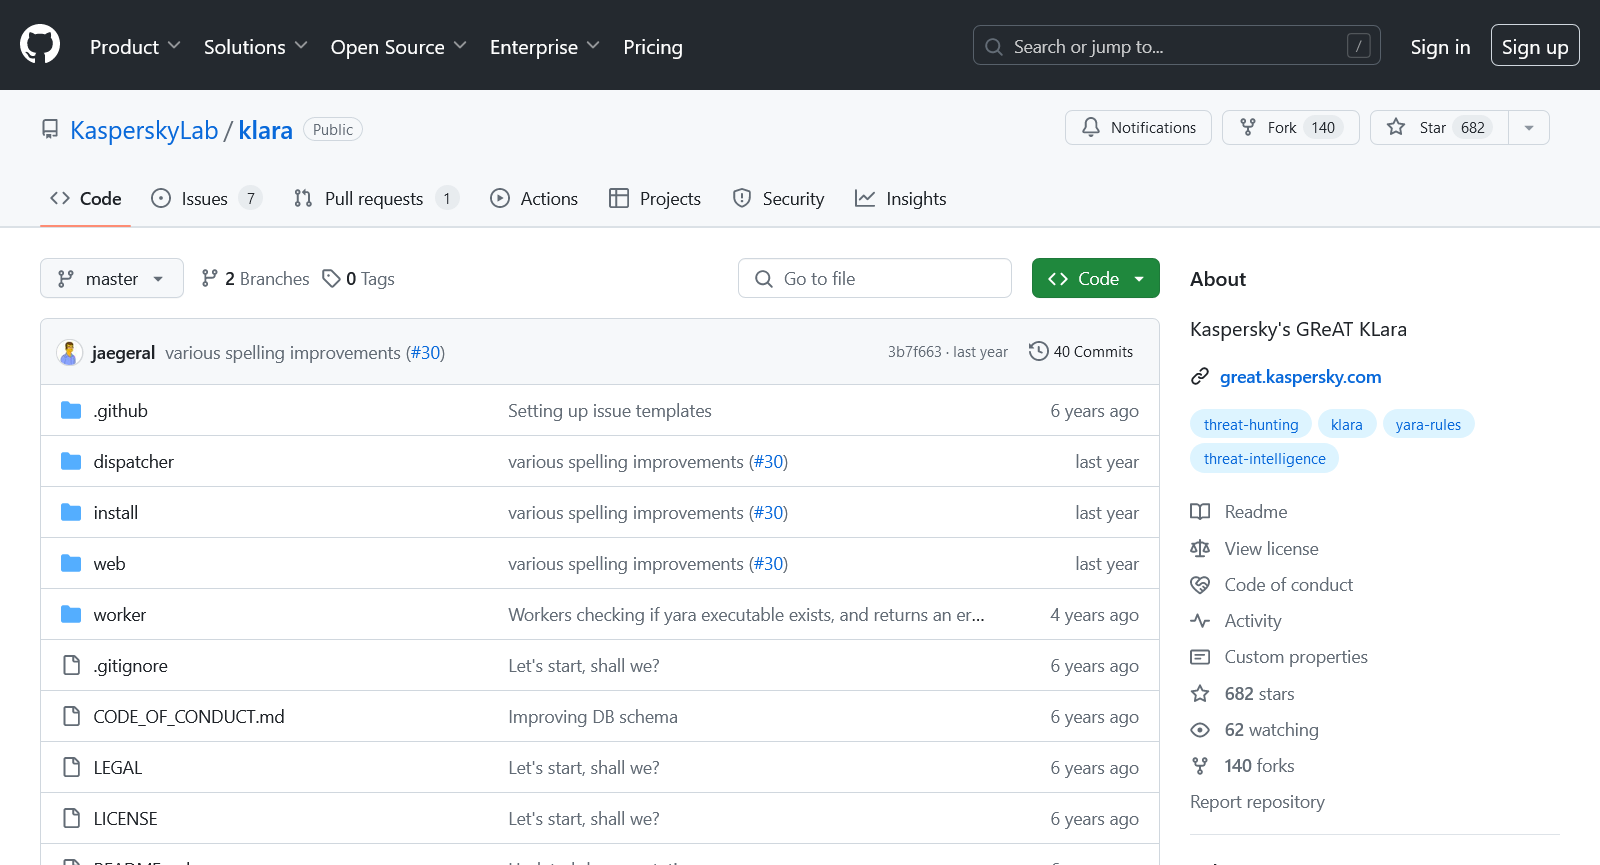 Product Solutions Open Source Enterprise Pricing Search or jump to... / Sign in Sign up
KasperskyLab / klara Public Notifications Fork 140 Star 682
Code Issues 7 Pull requests 1 Actions Projects Security Insights
master 2 Branches 0 Tags Go to file Code
jaegeral various spelling improvements (#30) 3b7f663 · last year 40 Commits
.github Setting up issue templates 6 years ago
dispatcher various spelling improvements (#30) last year
install various spelling improvements (#30) last year
web various spelling improvements (#30) last year
worker Workers checking if yara executable exists, and returns an er... 4 years ago
.gitignore Let's start, shall we? 6 years ago
CODE_OF_CONDUCT.md Improving DB schema 6 years ago
LEGAL Let's start, shall we? 6 years ago
LICENSE Let's start, shall we? 6 years ago
About
Kaspersky's GReAT KLara
great.kaspersky.com
threat-hunting klara yara-rules
threat-intelligence
Readme
View license
Code of conduct
Activity
Custom properties
682 stars
62 watching
140 forks
Report repository